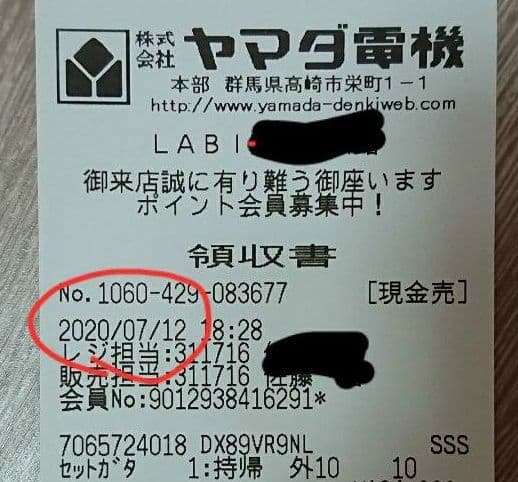 株式会社 ヤマダ電機
本部 群馬県高崎市栄町1-1
http://www.yamada-denkiweb.com/
LABI
御来店誠に有り難う御座います
ポイント会員募集中！
領収書
No.1060-429-083677 [現金売]
2020/07/12 18:28
レジ担当:311716
販売担当:311716 佐藤
会員No:9012938416291*
7065724018 DX89VR9NL SSS
セットガタ 1:持帰 外10 10